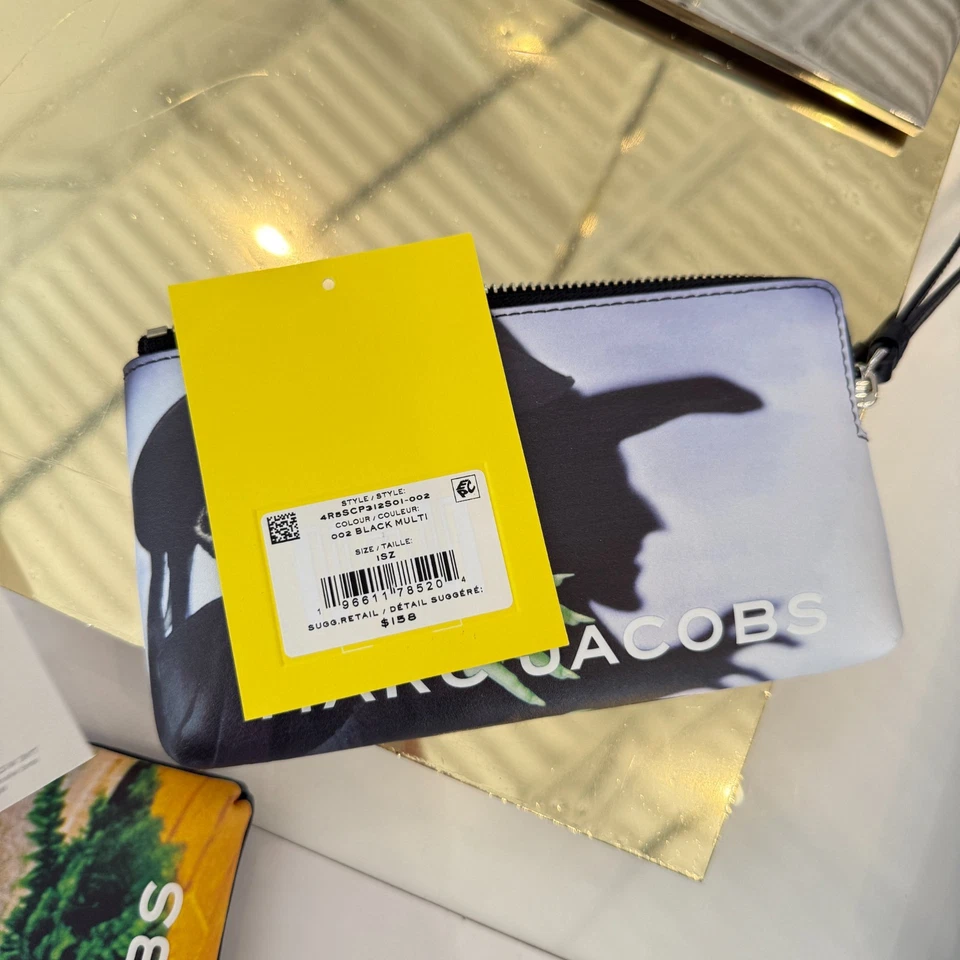 STYLE / STYLE:
4R5SCP312S01-002
COLOUR / COULEUR:
002 BLACK MULTI
SIZE / TAILLE:
1SZ
1 96611 78520 4
SUGG.RETAIL / DÉTAIL SUGGÉRÉ:
$158
MARC JACOBS
BS